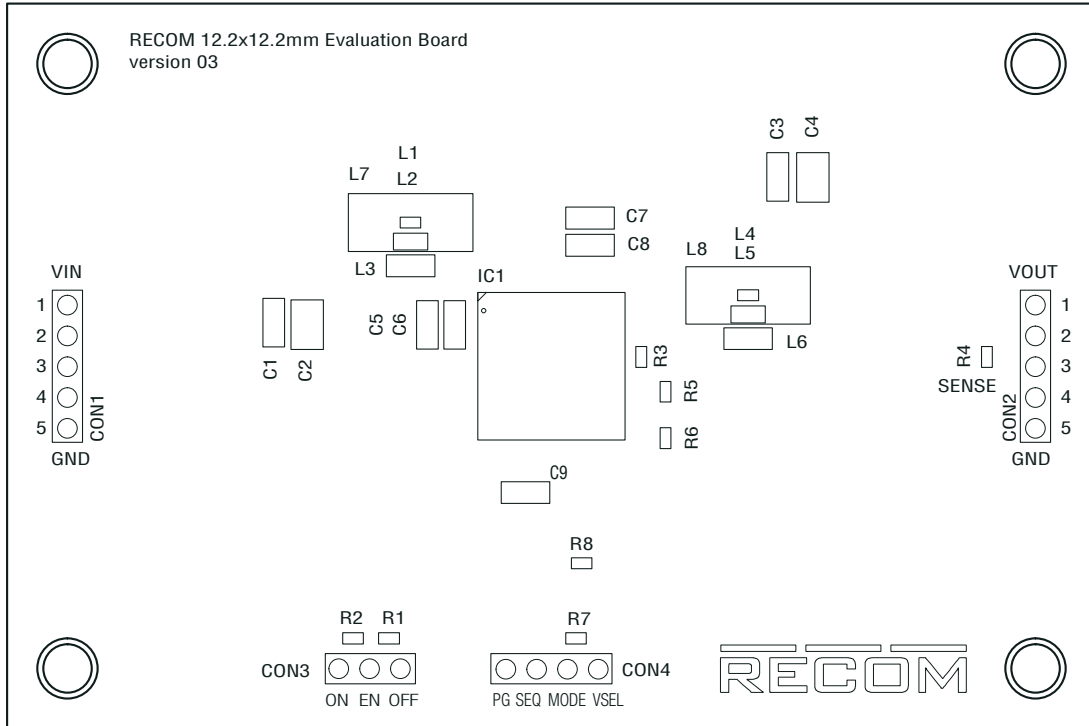 RECOM 12.2x12.2mm Evaluation Board
version 03
C3
C4
L1
L7
L2
C7
C8
L4
L8
L5
L3
IC1
VIN
VOUT
1
2
3
4
5
CON1
GND
C1
C2
C5
C6
R3
R5
R6
L6
R4
SENSE
1
2
3
4
5
CON2
GND
C9
R8
R2
R1
R7
CON3
CON4
ON EN OFF
PG SEQ MODE VSEL
RECOM